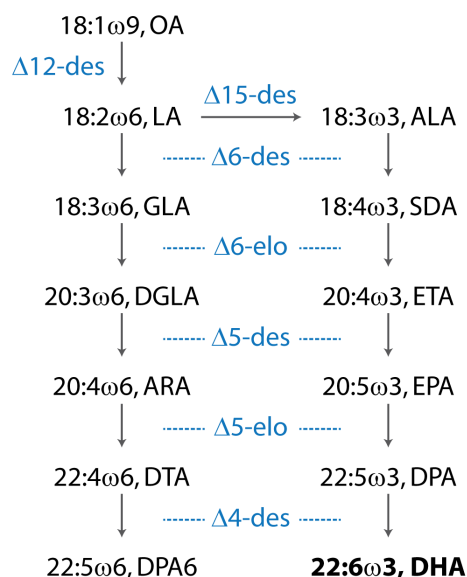 18:1ω9, OA
Δ12-des
Δ15-des
18:2ω6, LA
18:3ω3, ALA
Δ6-des
18:3ω6, GLA
18:4ω3, SDA
Δ6-elo
20:3ω6, DGLA
20:4ω3, ETA
Δ5-des
20:4ω6, ARA
20:5ω3, EPA
Δ5-elo
22:4ω6, DTA
22:5ω3, DPA
Δ4-des
22:5ω6, DPA6
22:6ω3, DHA